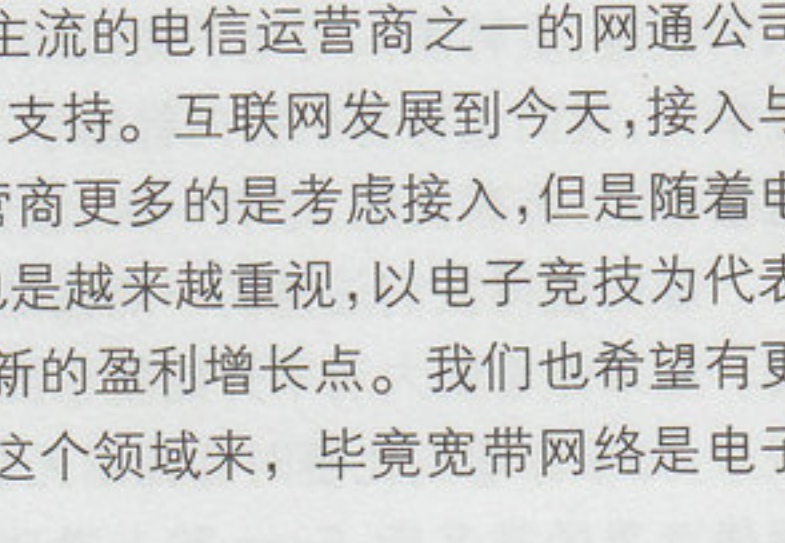 主流的电信运营商之一的网通公司
支持。互联网发展到今天,接入与
营商更多的是考虑接入,但是随着电
也是越来越重视,以电子竞技为代表
新的盈利增长点。我们也希望有更
这个领域来，毕竟宽带网络是电子